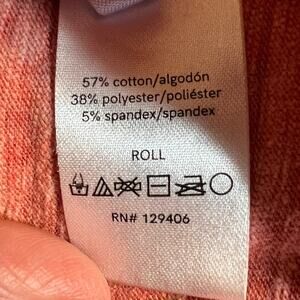 57% cotton/algodón
38% polyester/poliéster
5% spandex/spandex
ROLL
RN# 129406